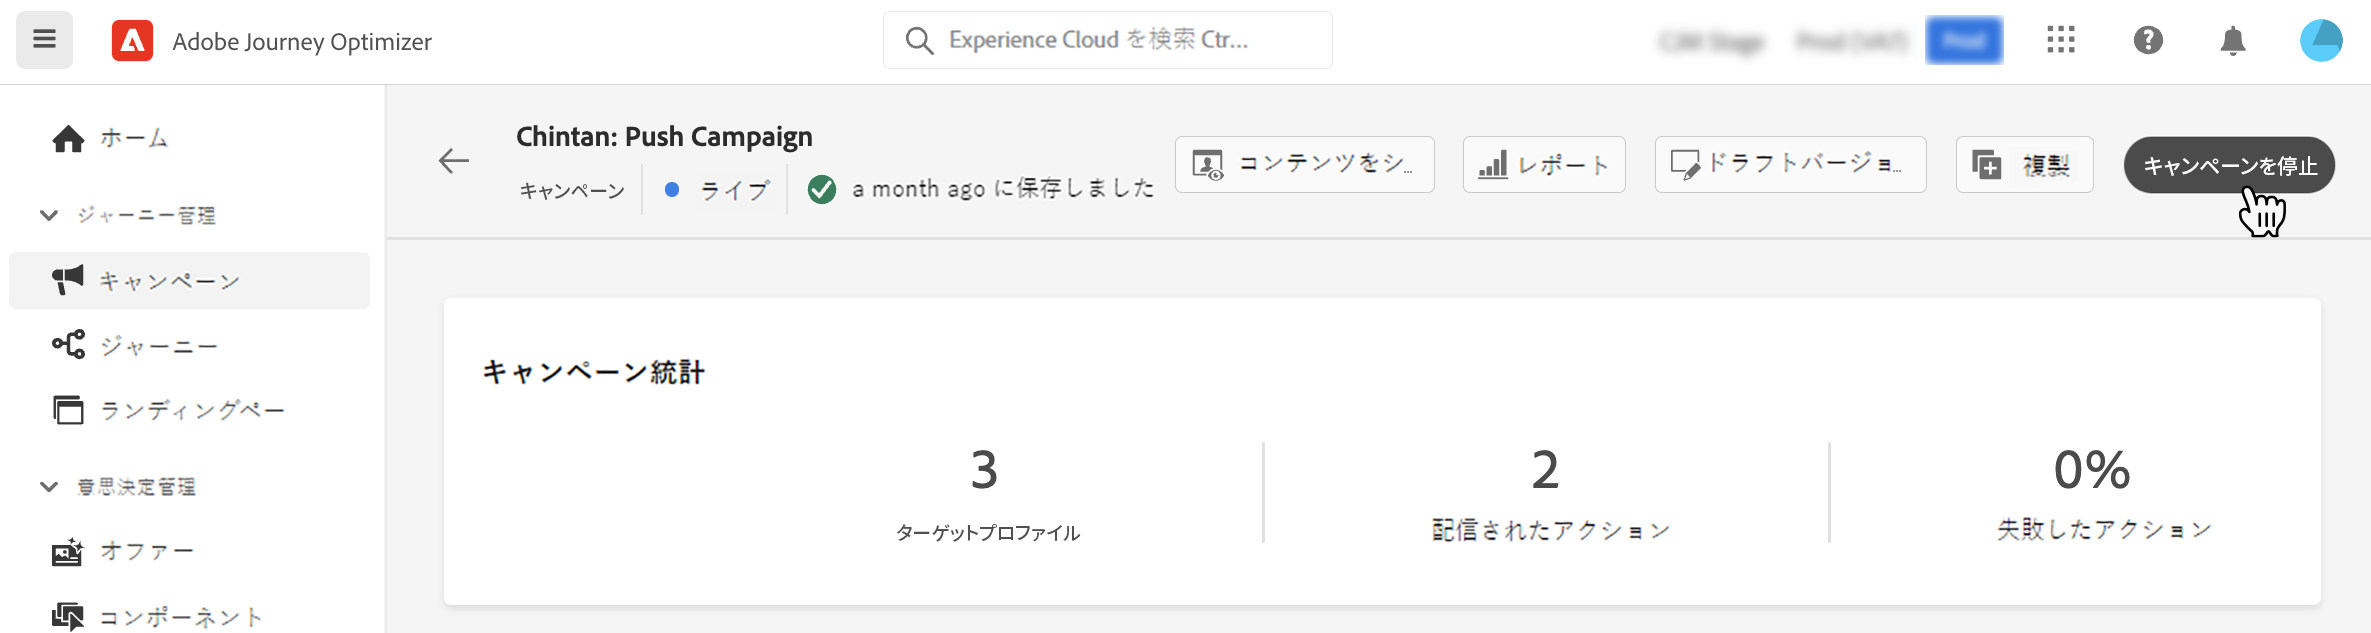 Adobe Journey Optimizer
Experience Cloud を検索 Ctr...
Prod
ホーム
ジャーニー管理
キャンペーン
ジャーニー
ランディングペー
意思決定管理
オファー
コンポーネント
Chintan: Push Campaign
キャンペーン
ライブ
a month ago に保存しました
コンテンツをシ...
レポート
ドラフトバージョ...
複製
キャンペーンを停止
キャンペーン統計
3
ターゲットプロファイル
2
配信されたアクション
0%
失敗したアクション